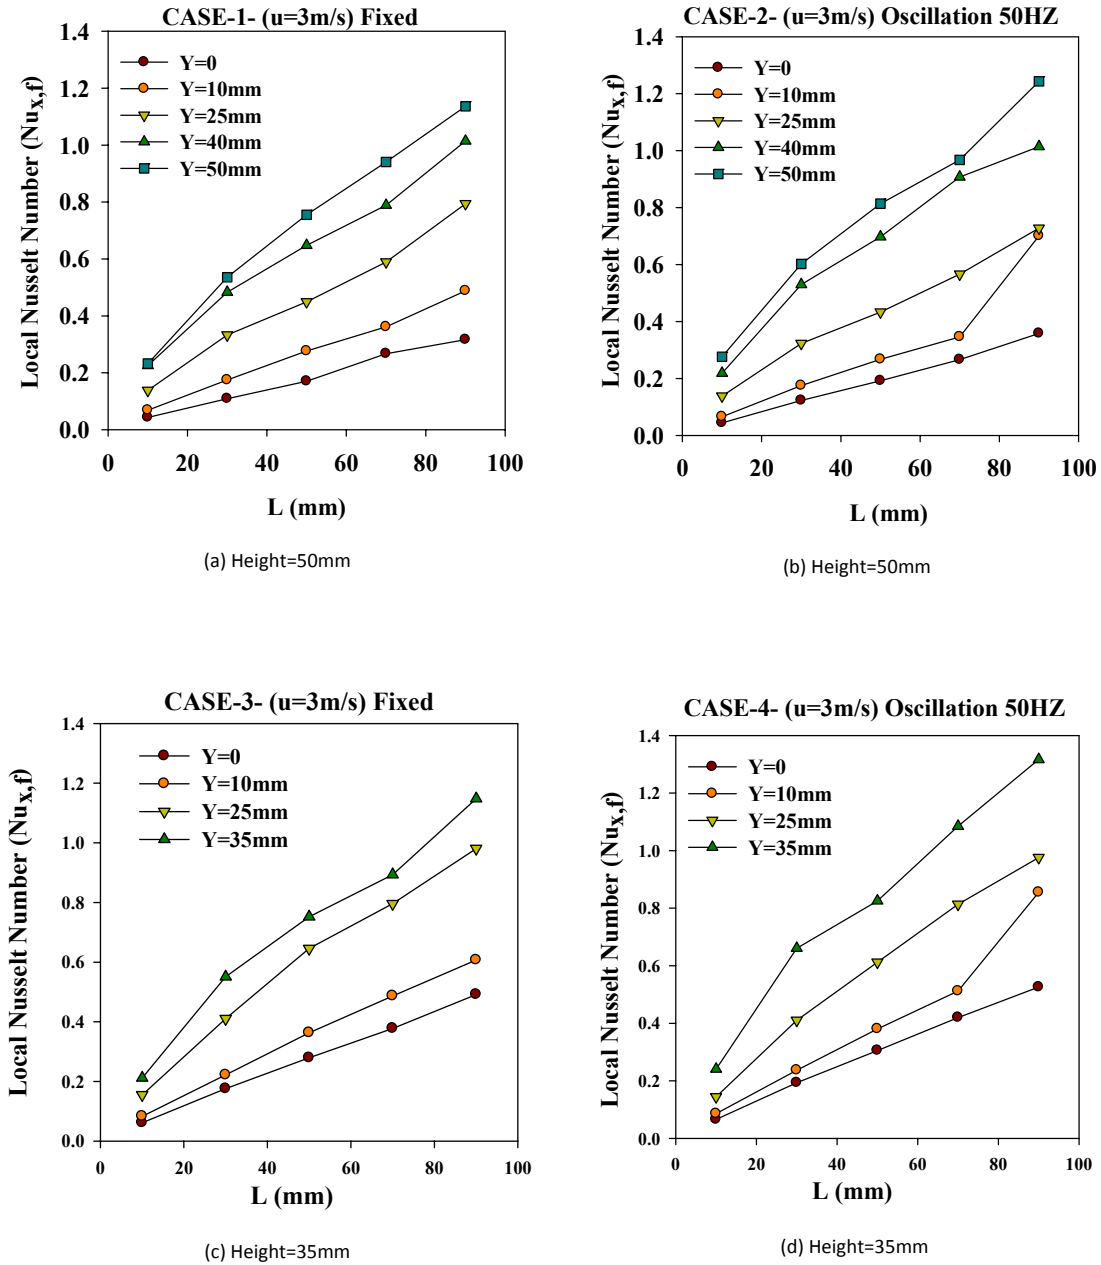 CASE-1- (u=3m/s) Fixed
Local Nusselt Number (Nux,f)
1.4
1.2
1.0
0.8
0.6
0.4
0.2
0.0
Y=0
Y=10mm
Y=25mm
Y=40mm
Y=50mm
0 20 40 60 80 100
L (mm)
(a) Height=50mm
CASE-2- (u=3m/s) Oscillation 50HZ
Local Nusselt Number (Nux,f)
1.4
1.2
1.0
0.8
0.6
0.4
0.2
0.0
Y=0
Y=10mm
Y=25mm
Y=40mm
Y=50mm
0 20 40 60 80 100
L (mm)
(b) Height=50mm
CASE-3- (u=3m/s) Fixed
Local Nusselt Number (Nux,f)
1.4
1.2
1.0
0.8
0.6
0.4
0.2
0.0
Y=0
Y=10mm
Y=25mm
Y=35mm
0 20 40 60 80 100
L (mm)
(c) Height=35mm
CASE-4- (u=3m/s) Oscillation 50HZ
Local Nusselt Number (Nux,f)
1.4
1.2
1.0
0.8
0.6
0.4
0.2
0.0
Y=0
Y=10mm
Y=25mm
Y=35mm
0 20 40 60 80 100
L (mm)
(d) Height=35mm